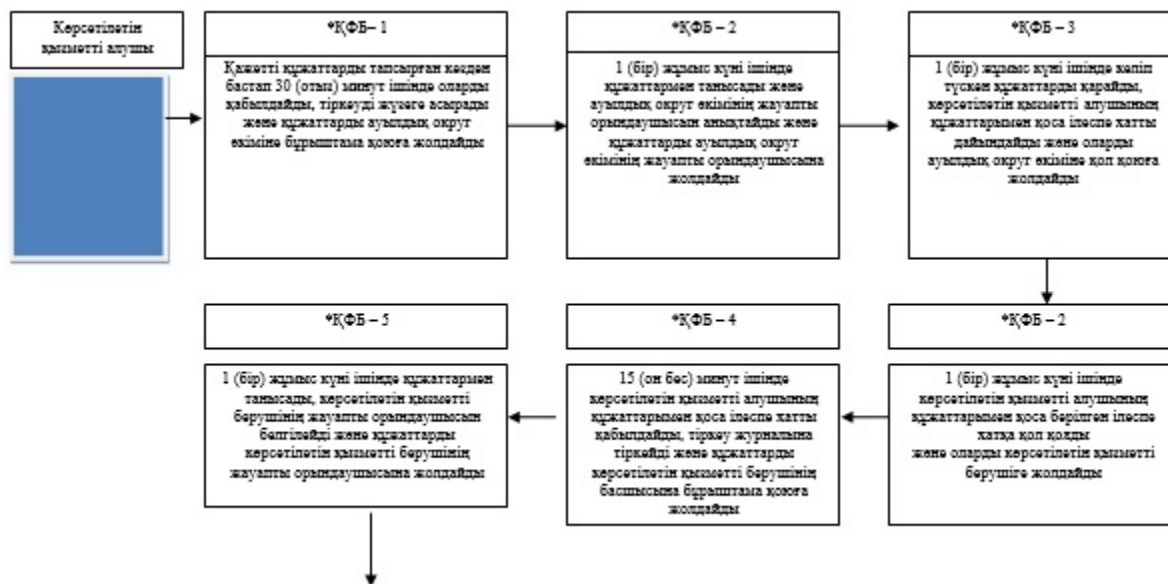 Көрсетілетін
қызметті алушы
*ҚФБ – 1
Қажетті құжаттарды тапсырған кезден
бастап 30 (отыз) минут ішінде оларды
қабылдайды, тіркеуді жүзеге асырады
және құжаттарды ауылдық округ
әкіміне бұрыштама қоюға жолдайды
*ҚФБ – 2
1 (бір) жұмыс күні ішінде
құжаттармен танысады және
ауылдық округ әкімінің жауапты
орындаушысын анықтайды және
құжаттарды ауылдық округ
әкімінің жауапты орындаушысына
жолдайды
*ҚФБ – 3
1 (бір) жұмыс күні ішінде келіп
түскен құжаттарды қарайды,
көрсетілетін қызметті алушының
құжаттарымен қоса ілеспе хатты
дайындайды және оларды
ауылдық округ әкіміне қол қоюға
жолдайды
*ҚФБ – 5
1 (бір) жұмыс күні ішінде құжаттармен
танысады, көрсетілетін қызметті
берушінің жауапты орындаушысын
белгілейді және құжаттарды
көрсетілетін қызметті берушінің
жауапты орындаушысына жолдайды
*ҚФБ – 4
15 (он бес) минут ішінде
көрсетілетін қызметті алушының
құжаттарымен қоса ілеспе хатты
қабылдайды, тіркеу журналына
тіркейді және құжаттарды
көрсетілетін қызметті берушінің
басшысына бұрыштама қоюға
жолдайды
*ҚФБ – 2
1 (бір) жұмыс күні ішінде
көрсетілетін қызметті алушының
құжаттарымен қоса берілген ілеспе
хатқа қол қояды
және оларды көрсетілетін қызметті
берушіге жолдайды